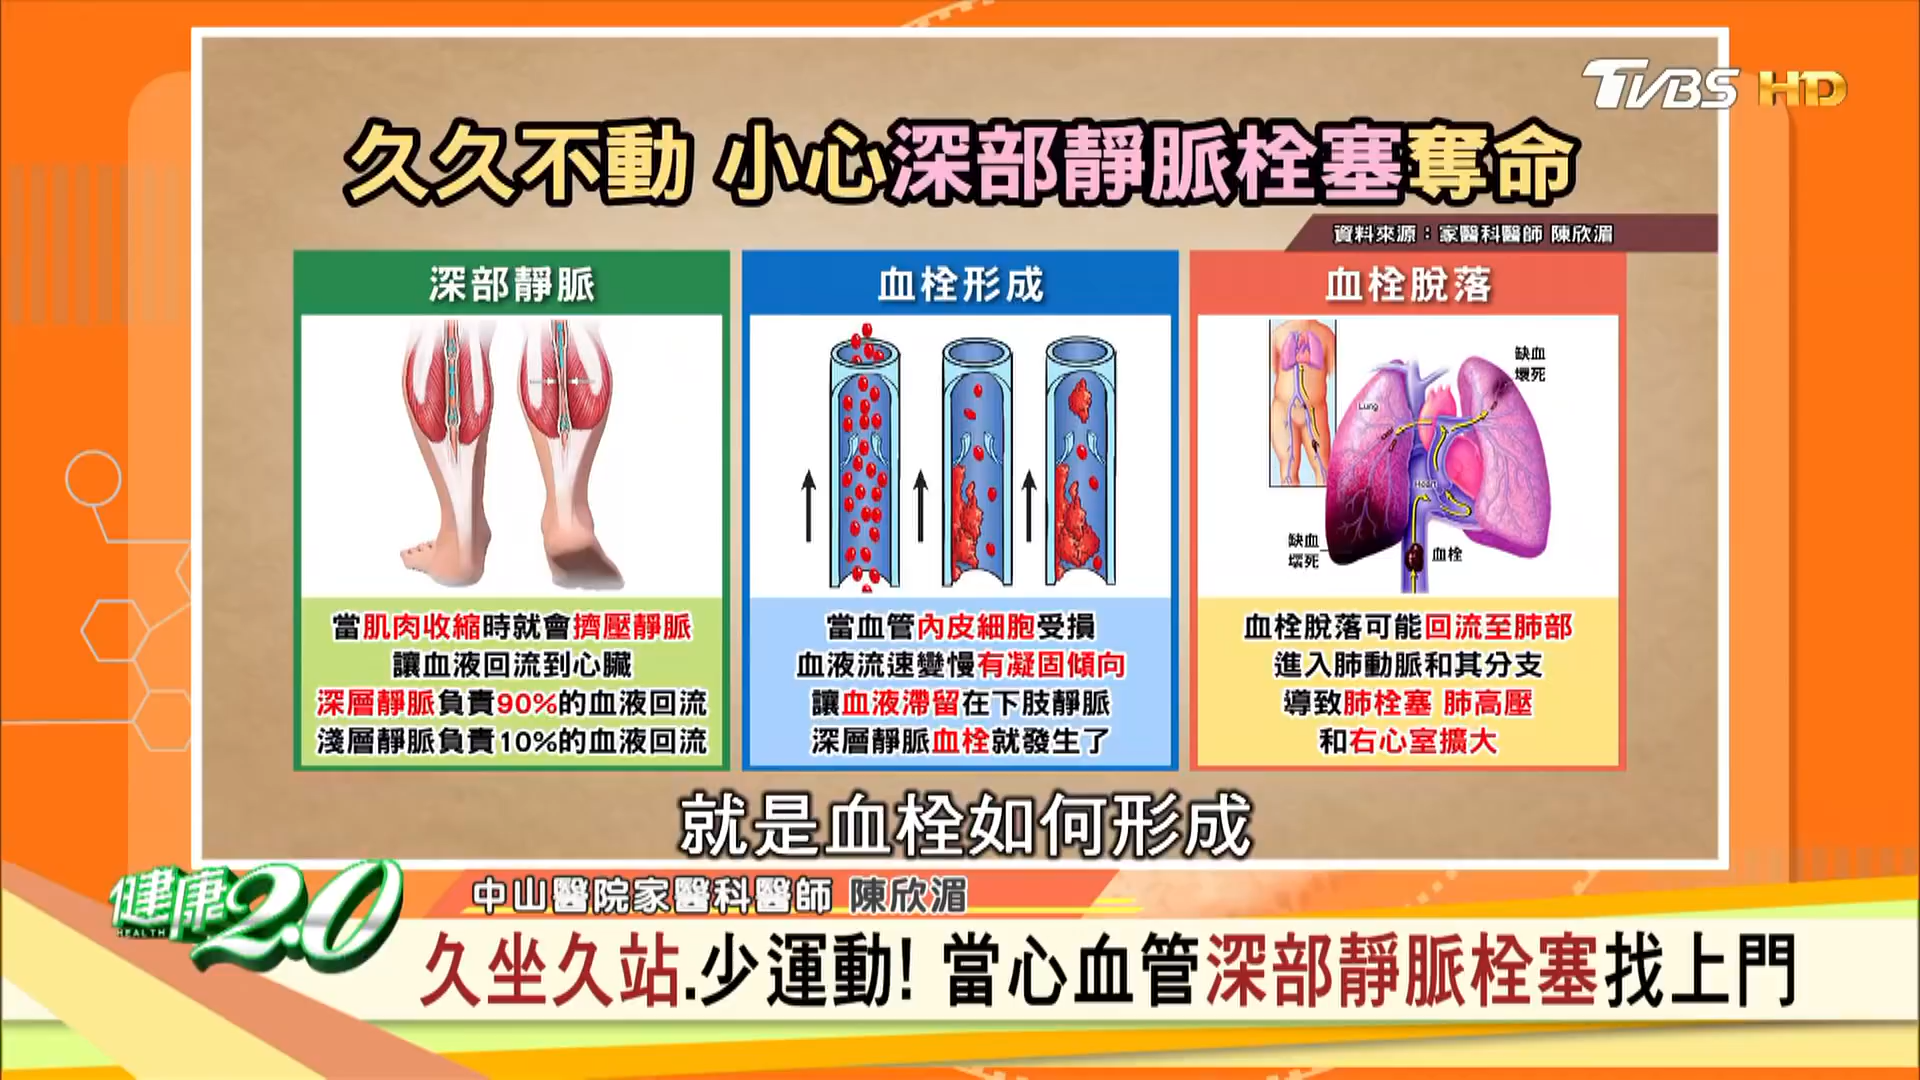 TVBS HD
久久不動 小心深部靜脈栓塞奪命
資料來源：家醫科醫師 陳欣湄
深部靜脈
當肌肉收縮時就會擠壓靜脈
讓血液回流到心臟
深層靜脈負責90%的血液回流
淺層靜脈負責10%的血液回流
血栓形成
當血管內皮細胞受損
血液流速變慢有凝固傾向
讓血液滯留在下肢靜脈
深層靜脈血栓就發生了
血栓脫落
缺血
壞死
Lung
Heart
缺血
壞死
血栓
血栓脫落可能回流至肺部
進入肺動脈和其分支
導致肺栓塞 肺高壓
和右心室擴大
就是血栓如何形成
健康2.0
HEALTH
中山醫院家醫科醫師 陳欣湄
久坐久站.少運動! 當心血管深部靜脈栓塞找上門